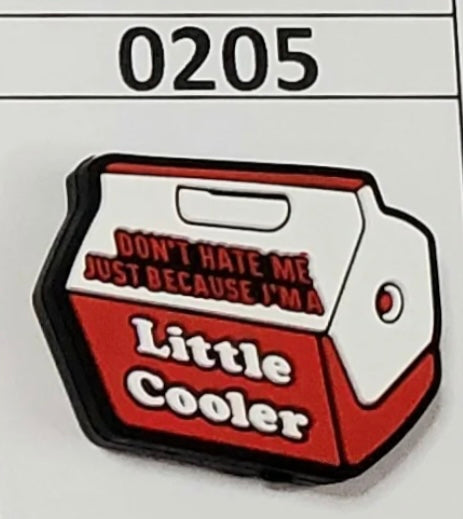 0205
DON'T HATE ME
JUST BECAUSE I'M A
Little
Cooler